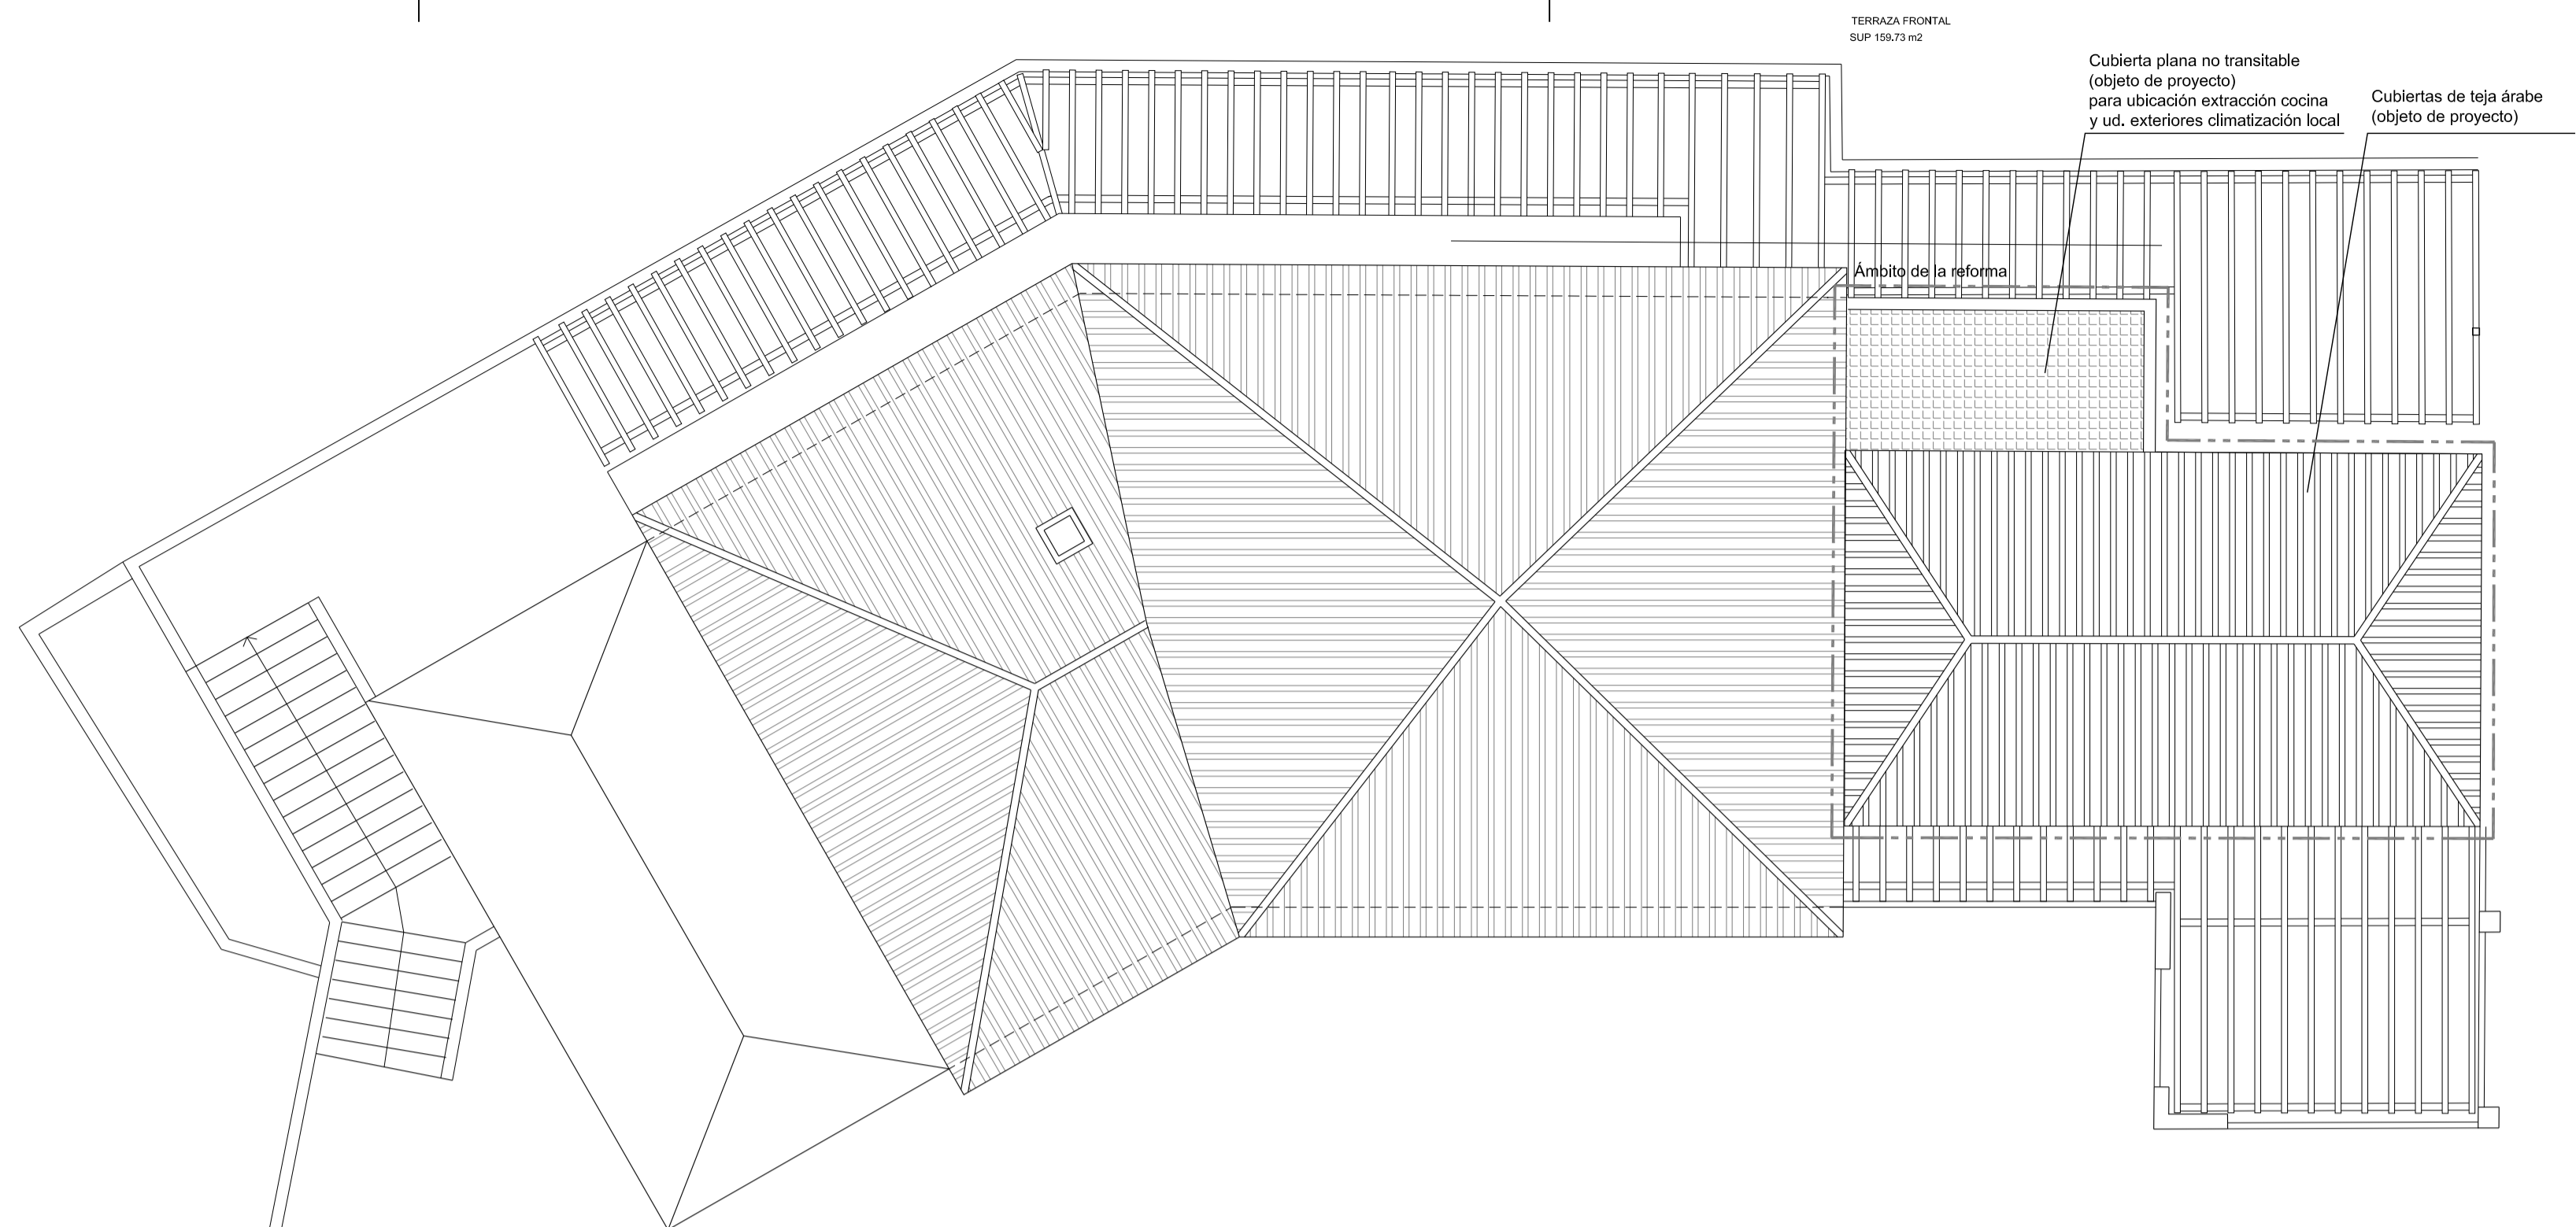 TERRAZA FRONTAL
SUP 159.73 m2
Cubierta plana no transitable
(objeto de proyecto)
para ubicación extracción cocina
y ud. exteriores climatización local
Cubiertas de teja árabe
(objeto de proyecto)
Ámbito de la reforma